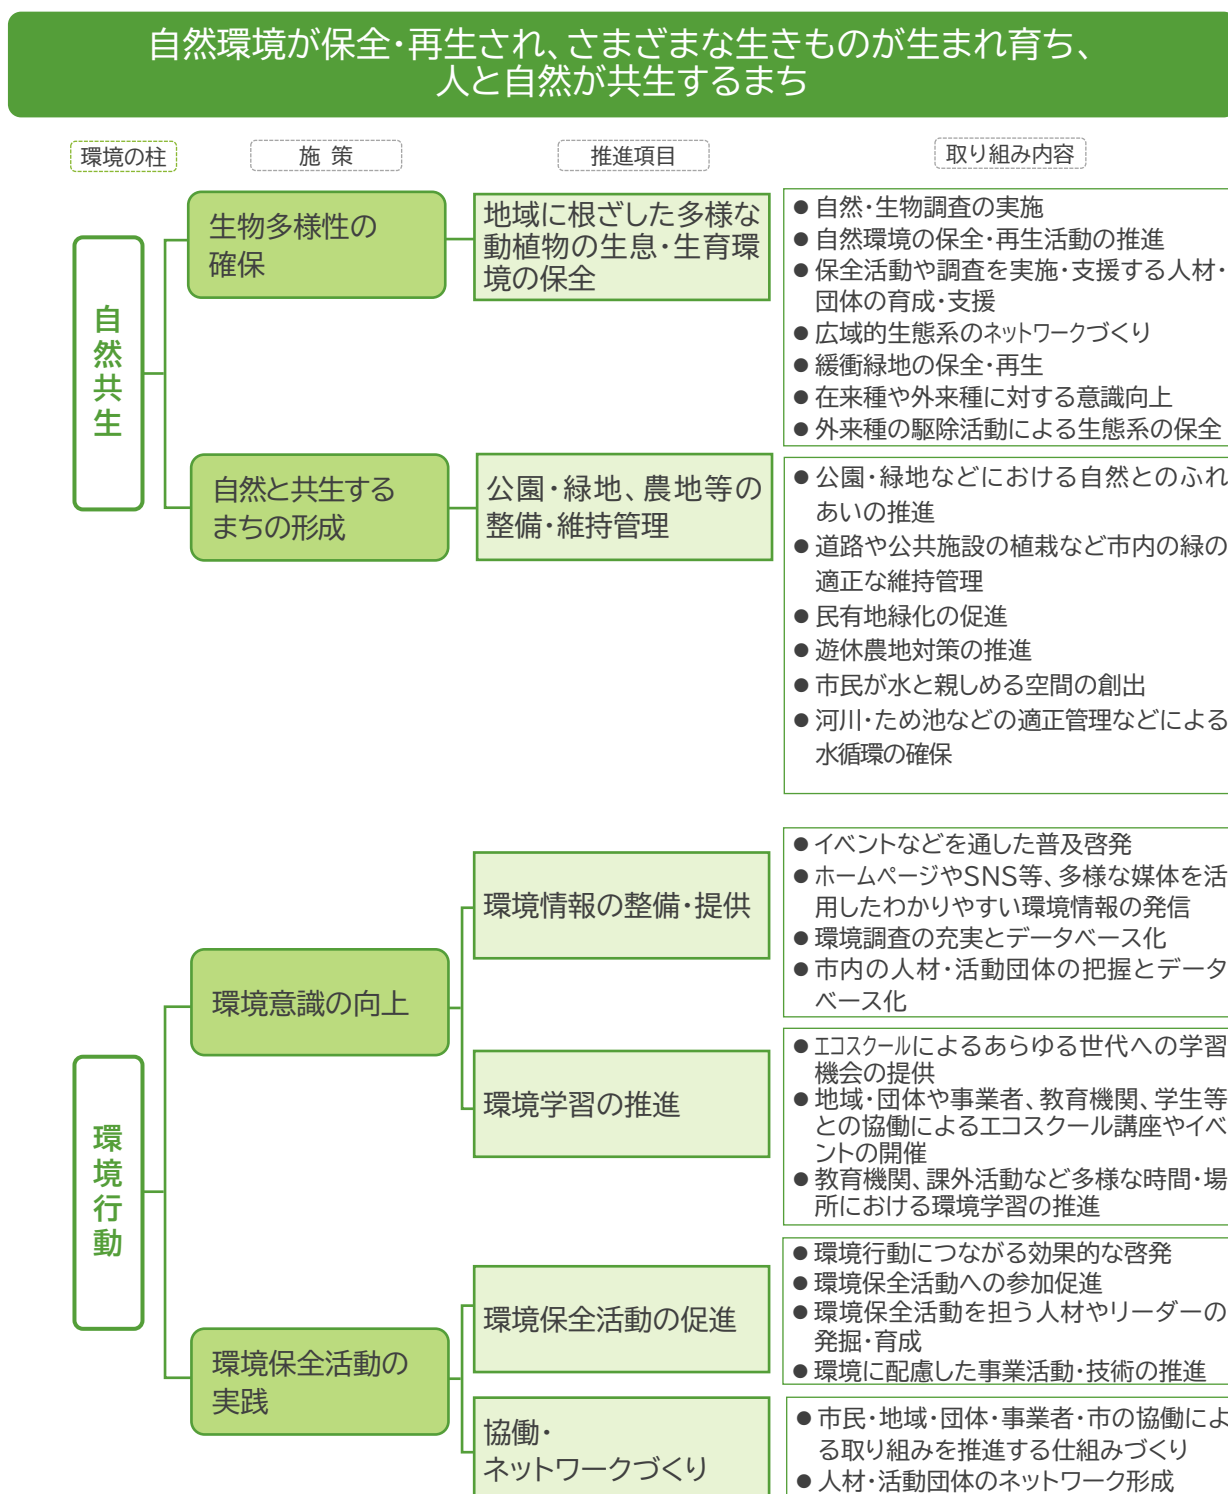 自然環境が保全・再生され、さまざまな生きものが生まれ育ち、
人と自然が共生するまち
環境の柱
施 策
推進項目
取り組み内容
自然共生
生物多様性の
確保
地域に根ざした多様な
動植物の生息・生育環
境の保全
● 自然・生物調査の実施
● 自然環境の保全・再生活動の推進
● 保全活動や調査を実施・支援する人材・
団体の育成・支援
● 広域的生態系のネットワークづくり
● 緩衝緑地の保全・再生
● 在来種や外来種に対する意識向上
● 外来種の駆除活動による生態系の保全
自然と共生する
まちの形成
公園・緑地、農地等の
整備・維持管理
● 公園・緑地などにおける自然とのふれ
あいの推進
● 道路や公共施設の植栽など市内の緑の
適正な維持管理
● 民有地緑化の促進
● 遊休農地対策の推進
● 市民が水と親しめる空間の創出
● 河川・ため池などの適正管理などによる
水循環の確保
環境行動
環境意識の向上
環境情報の整備・提供
● イベントなどを通した普及啓発
● ホームページやSNS等、多様な媒体を活
用したわかりやすい環境情報の発信
● 環境調査の充実とデータベース化
● 市内の人材・活動団体の把握とデータ
ベース化
環境学習の推進
● エコスクールによるあらゆる世代への学習
機会の提供
● 地域・団体や事業者、教育機関、学生等
との協働によるエコスクール講座やイベ
ントの開催
● 教育機関、課外活動など多様な時間・場
所における環境学習の推進
環境保全活動の
実践
環境保全活動の促進
● 環境行動につながる効果的な啓発
● 環境保全活動への参加促進
● 環境保全活動を担う人材やリーダーの
発掘・育成
● 環境に配慮した事業活動・技術の推進
協働・
ネットワークづくり
● 市民・地域・団体・事業者・市の協働によ
る取り組みを推進する仕組みづくり
● 人材・活動団体のネットワーク形成